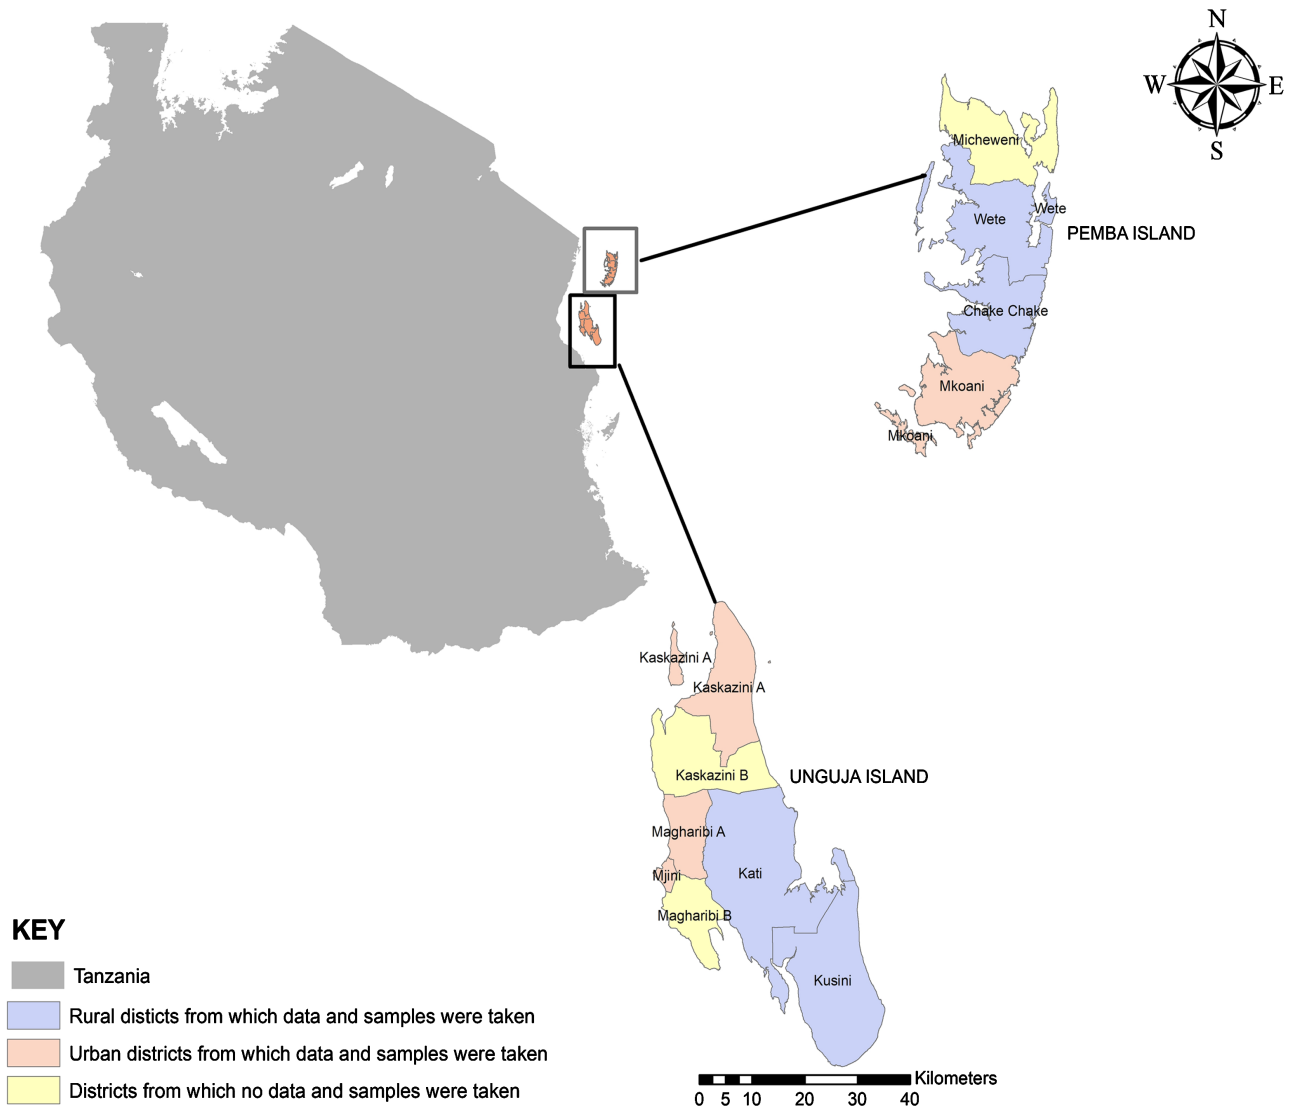 N
W E
S
Micheweni
Wete
Wete
PEMBA ISLAND
Chake Chake
Mkoani
Mkoani
Kaskazini A
Kaskazini A
Kaskazini B
UNGUJA ISLAND
Magharibi A
Mjini
Kati
Magharibi B
Kusini
KEY
Tanzania
Rural disticts from which data and samples were taken
Urban districts from which data and samples were taken
Districts from which no data and samples were taken
Kilometers
0 5 10 20 30 40